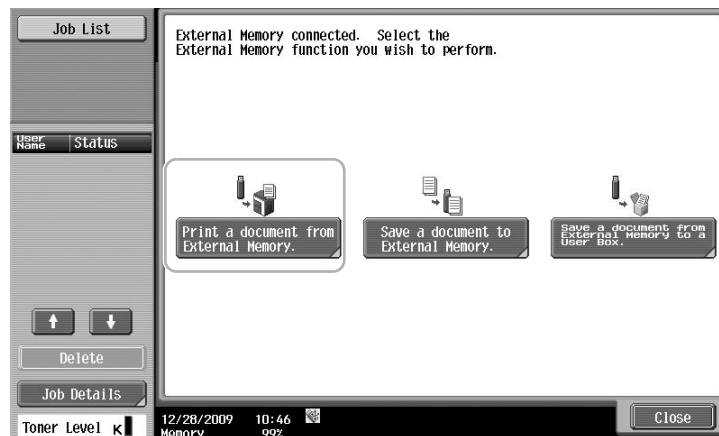 Job List
External Memory connected. Select the
External Memory function you wish to perform.
User
Name
Status
Print a document from
External Memory.
Save a document to
External Memory.
Save a document from
External Memory to a
User Box.
Delete
Job Details
Toner Level K
12/28/2009 10:46
Memory 99%
Close